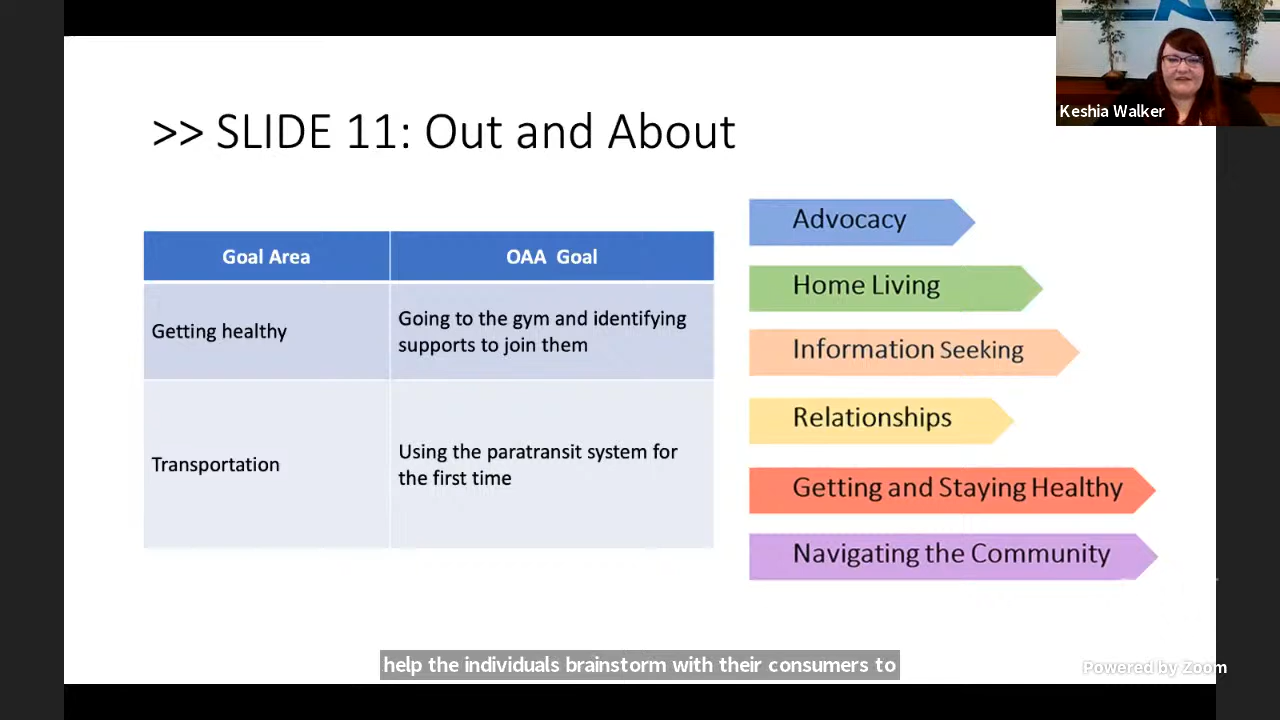 >> SLIDE 11: Out and About
Keshia Walker
Goal Area
OAA Goal
Getting healthy
Going to the gym and identifying
supports to join them
Transportation
Using the paratransit system for
the first time
Advocacy
Home Living
Information Seeking
Relationships
Getting and Staying Healthy
Navigating the Community
help the individuals brainstorm with their consumers to
Powered by Zoom